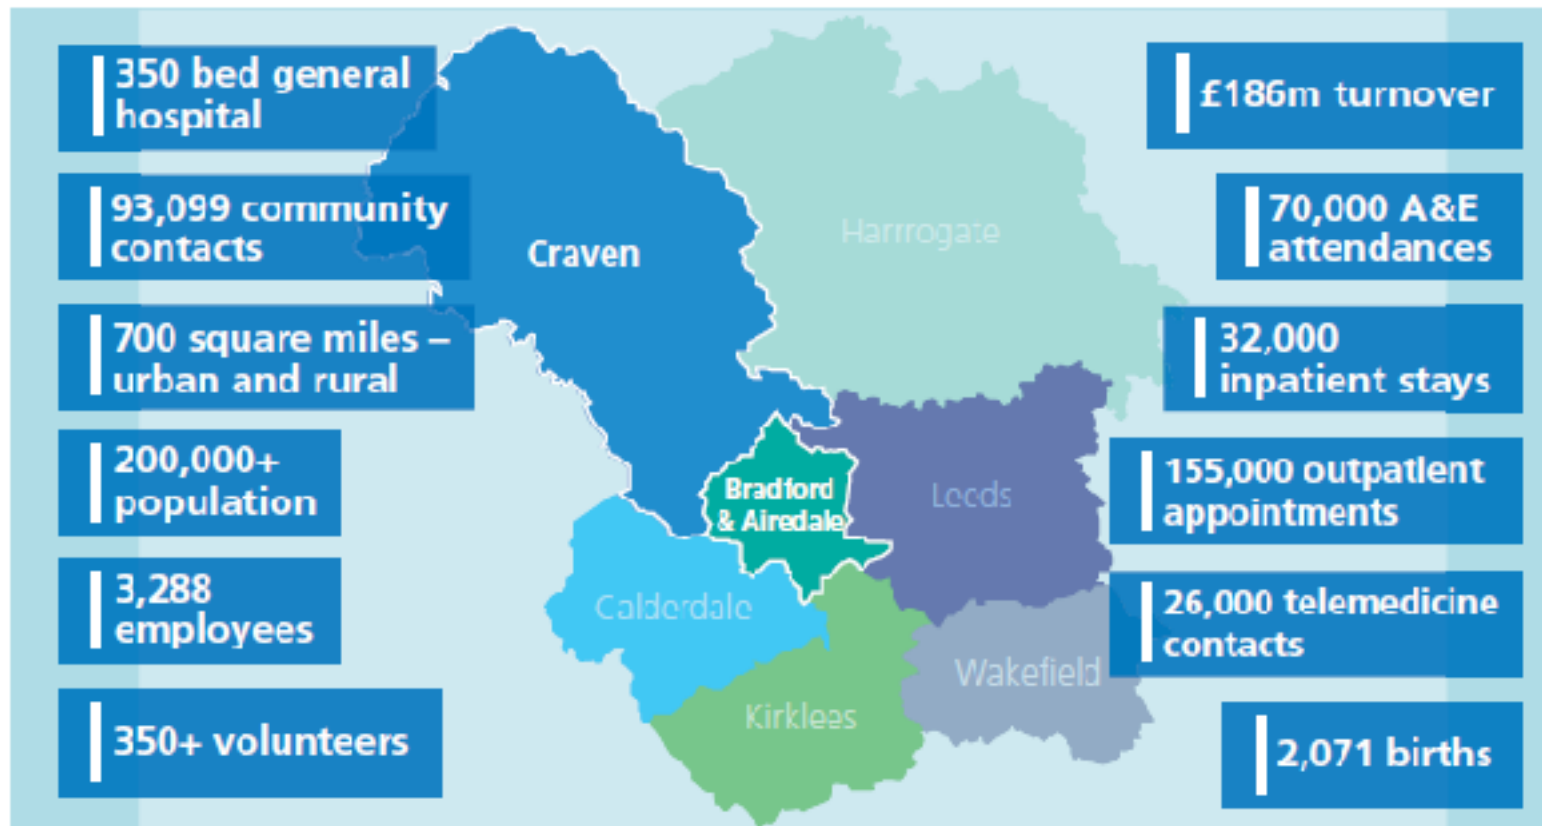 350 bed general
hospital
93,099 community
contacts
700 square miles –
urban and rural
200,000+
population
3,288
employees
350+ volunteers
Craven
Harrrogate
Bradford
& Airedale
Leeds
Calderdale
Kirklees
Wakefield
£186m turnover
70,000 A&E
attendances
32,000
inpatient stays
155,000 outpatient
appointments
26,000 telemedicine
contacts
2,071 births